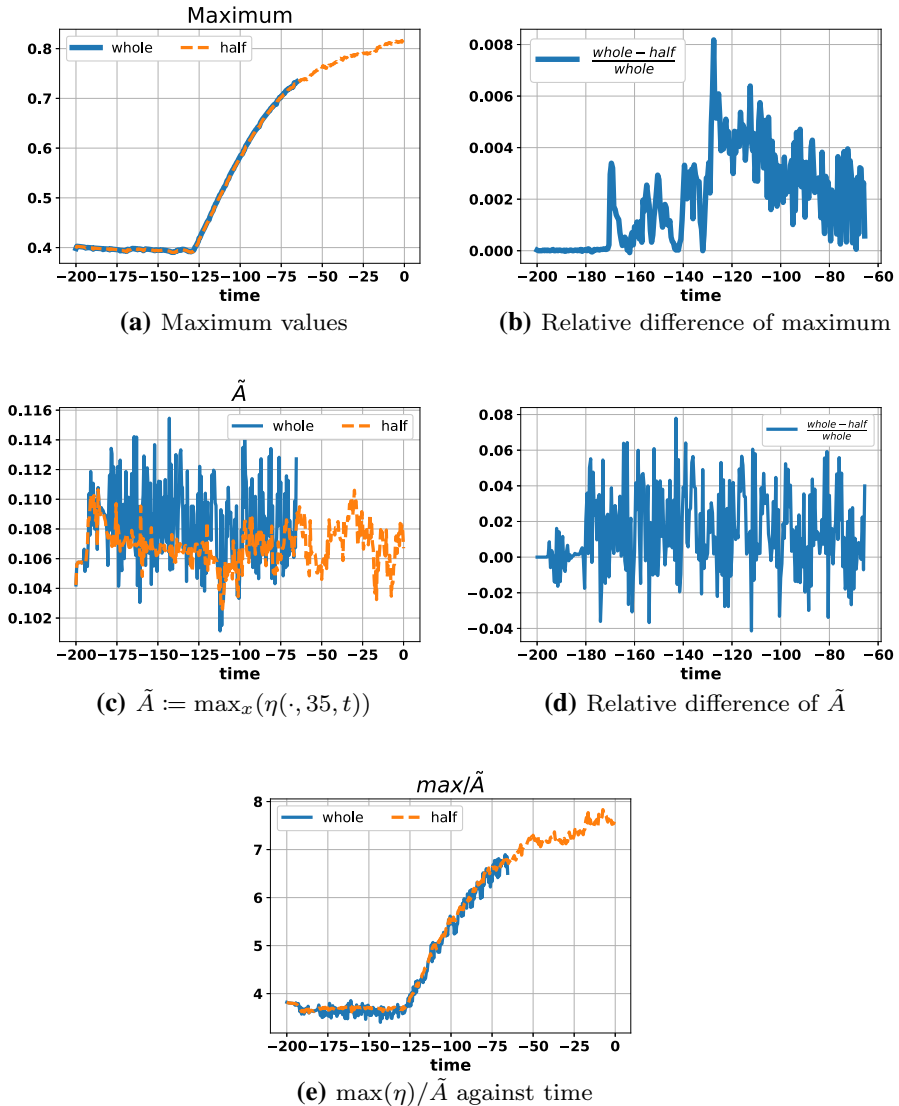 Maximum
whole half
0.8
0.7
0.6
0.5
0.4
−200 −175 −150 −125 −100 −75 −50 −25 0
time
(a) Maximum values
whole − half
whole
0.008
0.006
0.004
0.002
0.000
−200 −180 −160 −140 −120 −100 −80 −60
time
(b) Relative difference of maximum
Ã
whole half
0.116
0.114
0.112
0.110
0.108
0.106
0.104
0.102
−200 −175 −150 −125 −100 −75 −50 −25 0
time
(c) Ã := maxₓ(η(·, 35, t))
whole − half
whole
0.08
0.06
0.04
0.02
0.00
−0.02
−0.04
−200 −180 −160 −140 −120 −100 −80 −60
time
(d) Relative difference of Ã
max/Ã
whole half
8
7
6
5
4
−200 −175 −150 −125 −100 −75 −50 −25 0
time
(e) max(η)/Ã against time